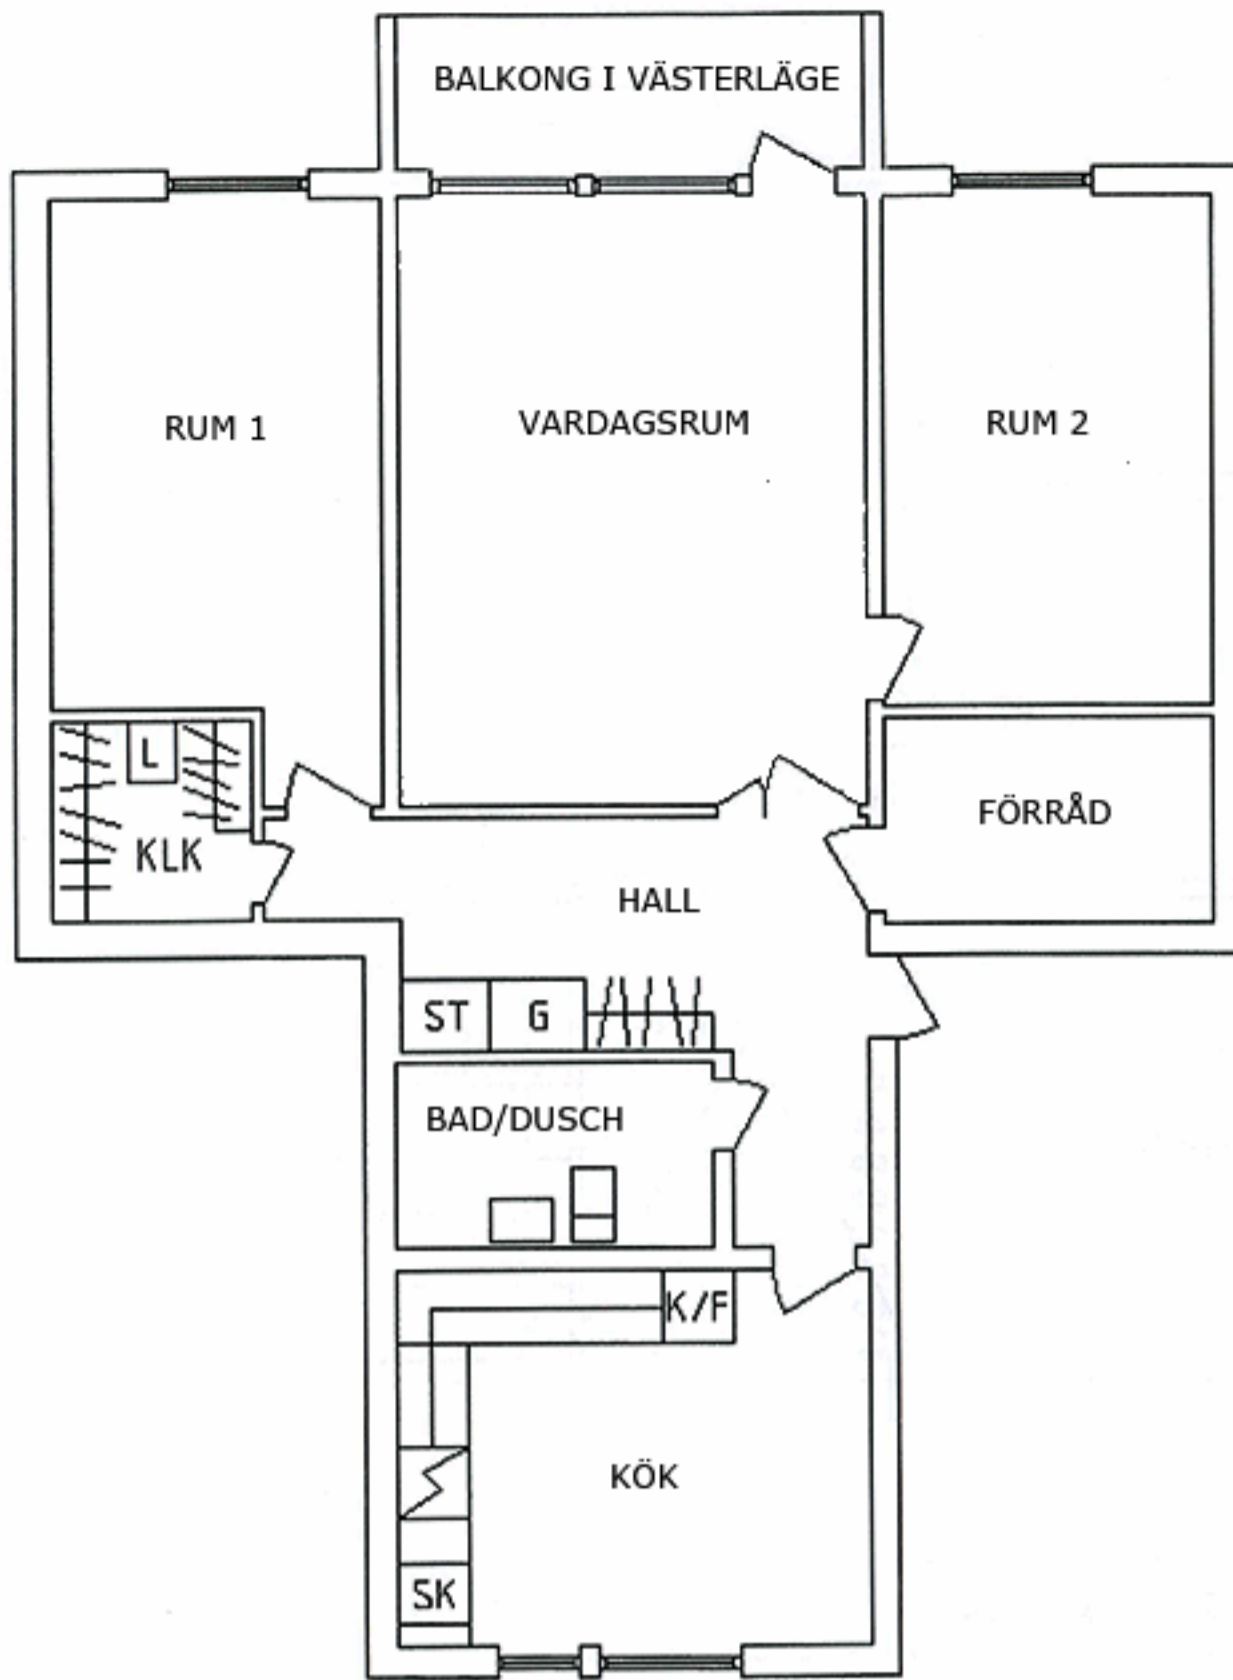 BALKONG I VÄSTERLÄGE
RUM 1
VARDAGSRUM
RUM 2
L
KLK
FÖRRÅD
HALL
ST
G
BAD/DUSCH
K/F
KÖK
SK